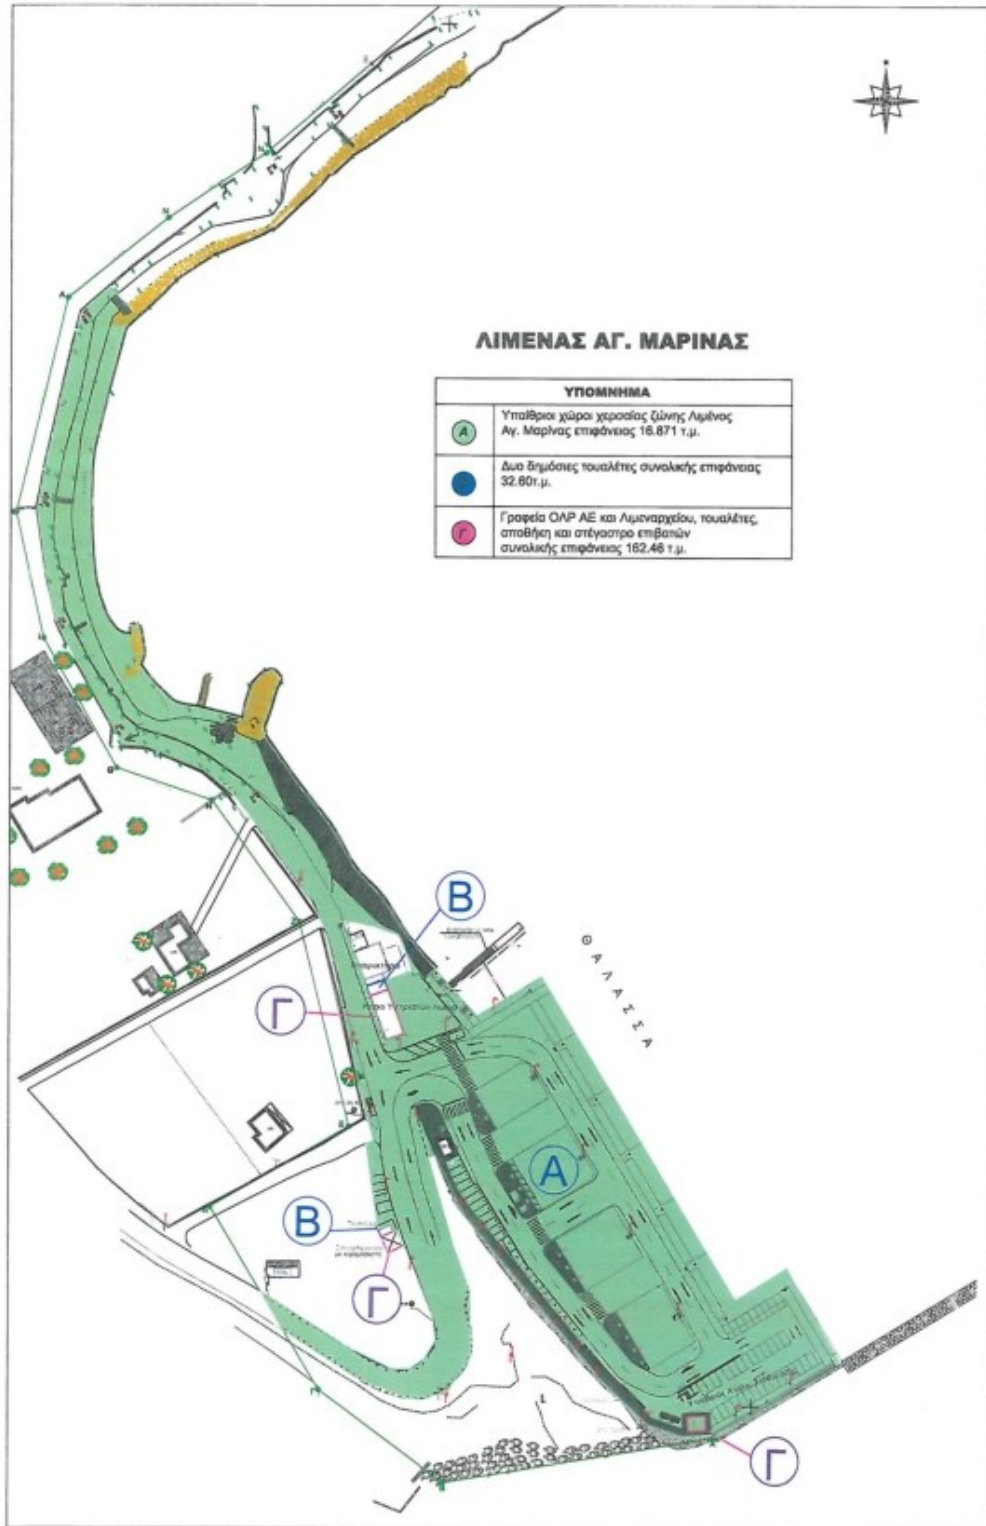 ΛΙΜΕΝΑΣ ΑΓ. ΜΑΡΙΝΑΣ
ΥΠΟΜΝΗΜΑ
Α
Υπαίθριοι χώροι χερσαίας ζώνης Λιμένος
Αγ. Μαρίνας επιφάνειας 16.871 τ.μ.
Δυο δημόσιες τουαλέτες συνολικής επιφάνειας
32.60τ.μ.
Γ
Γραφεία ΟΛΡ ΑΕ και Λιμεναρχείου, τουαλέτες,
αποθήκη και στέγαστρο επιβατών
συνολικής επιφάνειας 162.46 τ.μ.
Β
ΘΑΛΑΣΣΑ
Γ
Α
Β
Γ
Γ